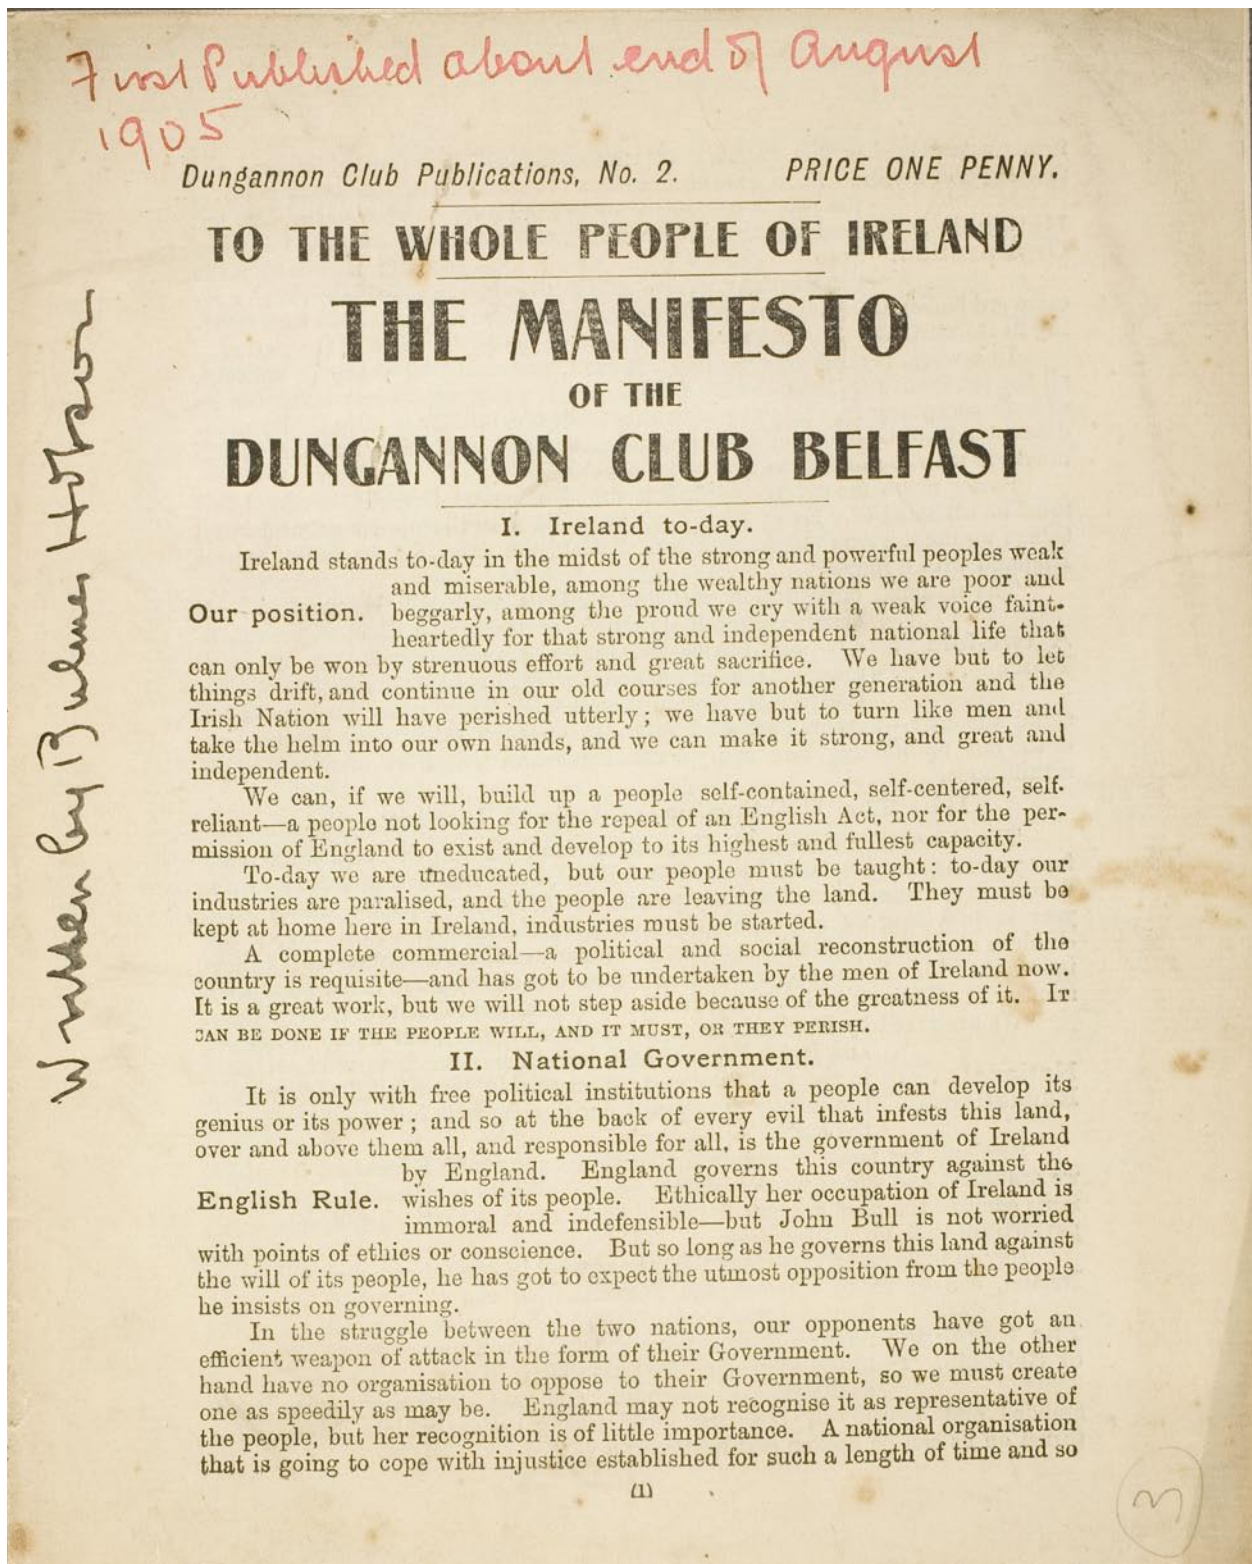 First Published about end of August
1905
Dungannon Club Publications, No. 2. PRICE ONE PENNY.
TO THE WHOLE PEOPLE OF IRELAND
THE MANIFESTO
OF THE
DUNGANNON CLUB BELFAST
Written by Bulmer Hobson
I. Ireland to-day.
Ireland stands to-day in the midst of the strong and powerful peoples weak
and miserable, among the wealthy nations we are poor and
Our position. beggarly, among the proud we cry with a weak voice faint-
heartedly for that strong and independent national life that
can only be won by strenuous effort and great sacrifice. We have but to let
things drift, and continue in our old courses for another generation and the
Irish Nation will have perished utterly; we have but to turn like men and
take the helm into our own hands, and we can make it strong, and great and
independent.
We can, if we will, build up a people self-contained, self-centered, self-
reliant—a people not looking for the repeal of an English Act, nor for the per-
mission of England to exist and develop to its highest and fullest capacity.
To-day we are uneducated, but our people must be taught: to-day our
industries are paralised, and the people are leaving the land. They must be
kept at home here in Ireland, industries must be started.
A complete commercial—a political and social reconstruction of the
country is requisite—and has got to be undertaken by the men of Ireland now.
It is a great work, but we will not step aside because of the greatness of it. IT
CAN BE DONE IF THE PEOPLE WILL, AND IT MUST, OR THEY PERISH.
II. National Government.
It is only with free political institutions that a people can develop its
genius or its power; and so at the back of every evil that infests this land,
over and above them all, and responsible for all, is the government of Ireland
by England. England governs this country against the
English Rule. wishes of its people. Ethically her occupation of Ireland is
immoral and indefensible—but John Bull is not worried
with points of ethics or conscience. But so long as he governs this land against
the will of its people, he has got to expect the utmost opposition from the people
he insists on governing.
In the struggle between the two nations, our opponents have got an
efficient weapon of attack in the form of their Government. We on the other
hand have no organisation to oppose to their Government, so we must create
one as speedily as may be. England may not recognise it as representative of
the people, but her recognition is of little importance. A national organisation
that is going to cope with injustice established for such a length of time and so
(1)
3